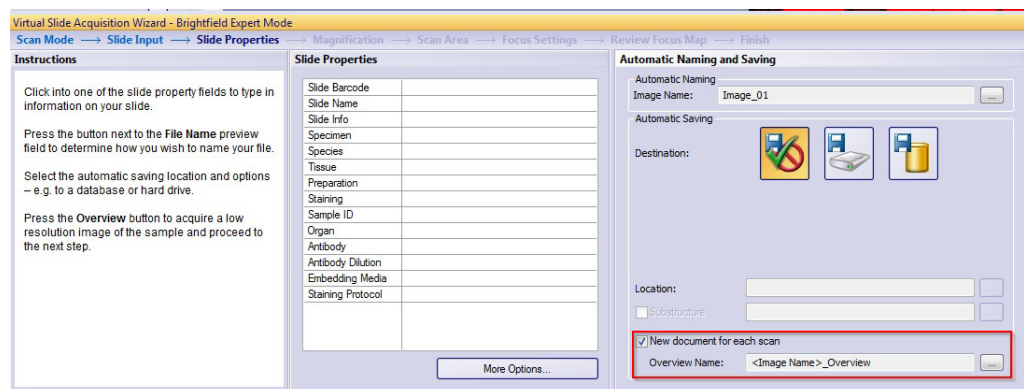 Virtual Slide Acquisition Wizard - Brightfield Expert Mode
Scan Mode → Slide Input → Slide Properties → Magnification → Scan Area → Focus Settings → Review Focus Map → Finish
Instructions
Click into one of the slide property fields to type in
information on your slide.
Press the button next to the File Name preview
field to determine how you wish to name your file.
Select the automatic saving location and options
– e.g. to a database or hard drive.
Press the Overview button to acquire a low
resolution image of the sample and proceed to
the next step.
Slide Properties
Slide Barcode
Slide Name
Slide Info
Specimen
Species
Tissue
Preparation
Staining
Sample ID
Organ
Antibody
Antibody Dilution
Embedding Media
Staining Protocol
More Options...
Automatic Naming and Saving
Automatic Naming
Image Name: Image_01 ...
Automatic Saving
Destination:
Location: ...
Substructure ...
New document for each scan
Overview Name: <Image Name>_Overview ...